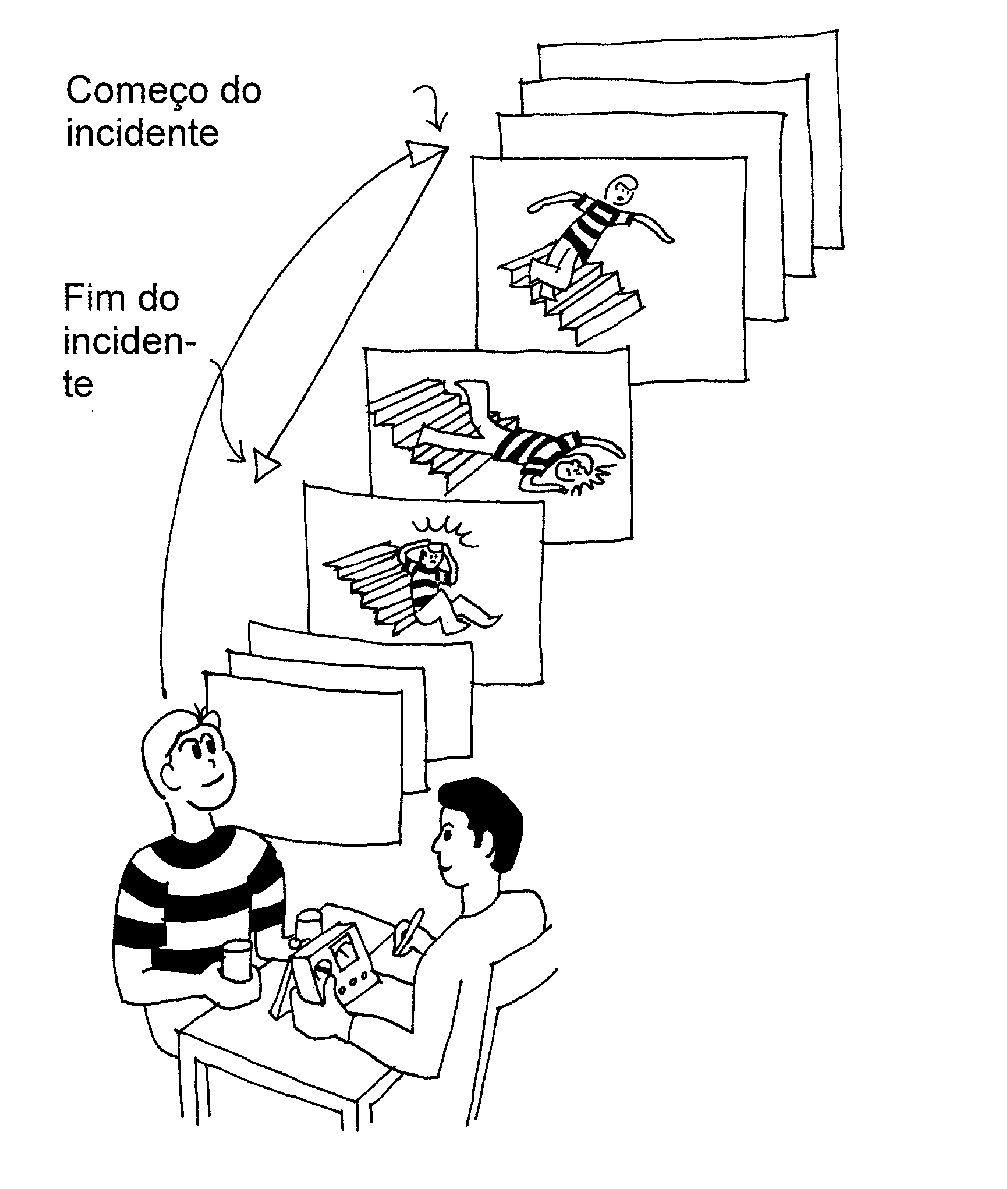 Começo do
incidente
Fim do
inciden-
te